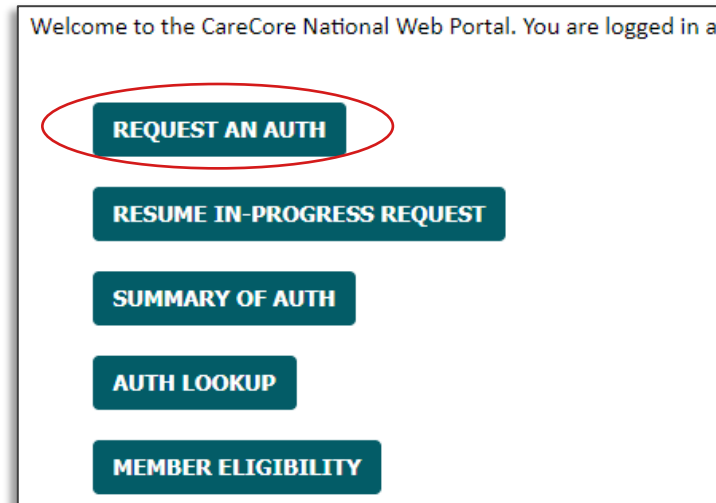 Welcome to the CareCore National Web Portal. You are logged in a
REQUEST AN AUTH
RESUME IN-PROGRESS REQUEST
SUMMARY OF AUTH
AUTH LOOKUP
MEMBER ELIGIBILITY